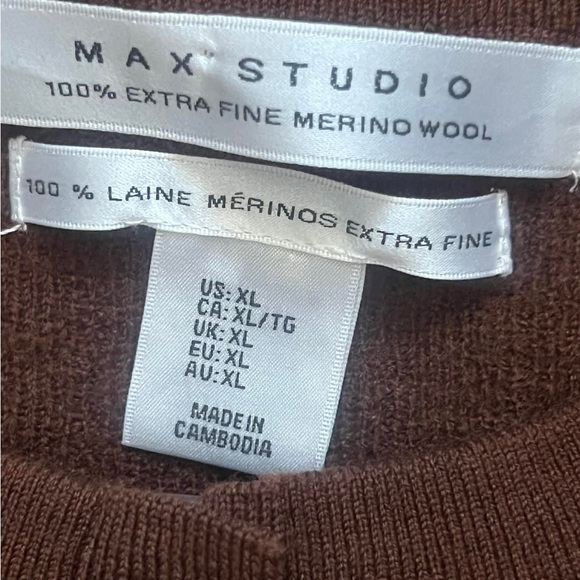 MAX STUDIO
100% EXTRA FINE MERINO WOOL
100 % LAINE MÉRINOS EXTRA FINE
US: XL
CA: XL/TG
UK: XL
EU: XL
AU: XL
MADE IN
CAMBODIA